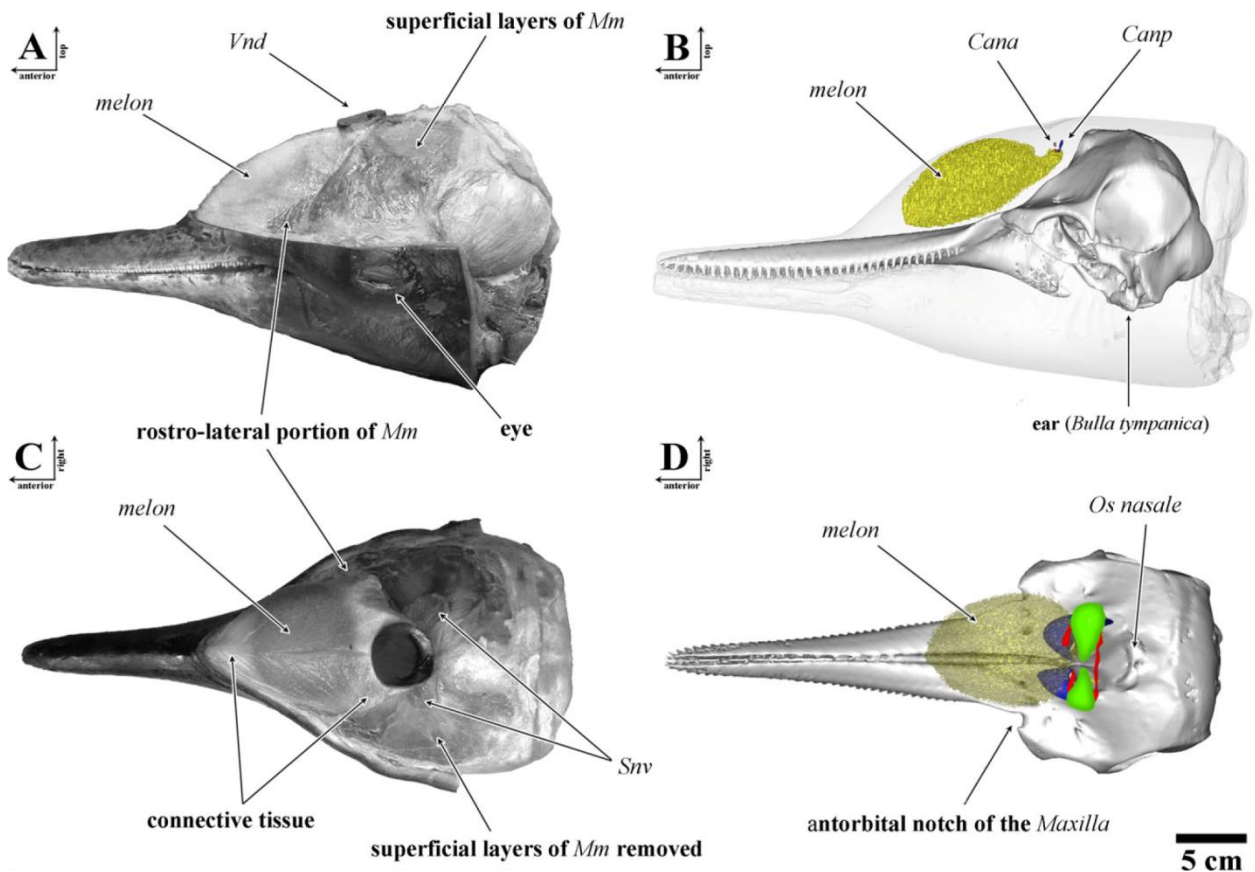 A
top
anterior
Vnd
superficial layers of Mm
melon
B
top
anterior
Cana
Canp
melon
rostro-lateral portion of Mm
eye
ear (Bulla tympanica)
C
right
anterior
melon
Snv
connective tissue
superficial layers of Mm removed
D
right
anterior
melon
Os nasale
antorbital notch of the Maxilla
5 cm